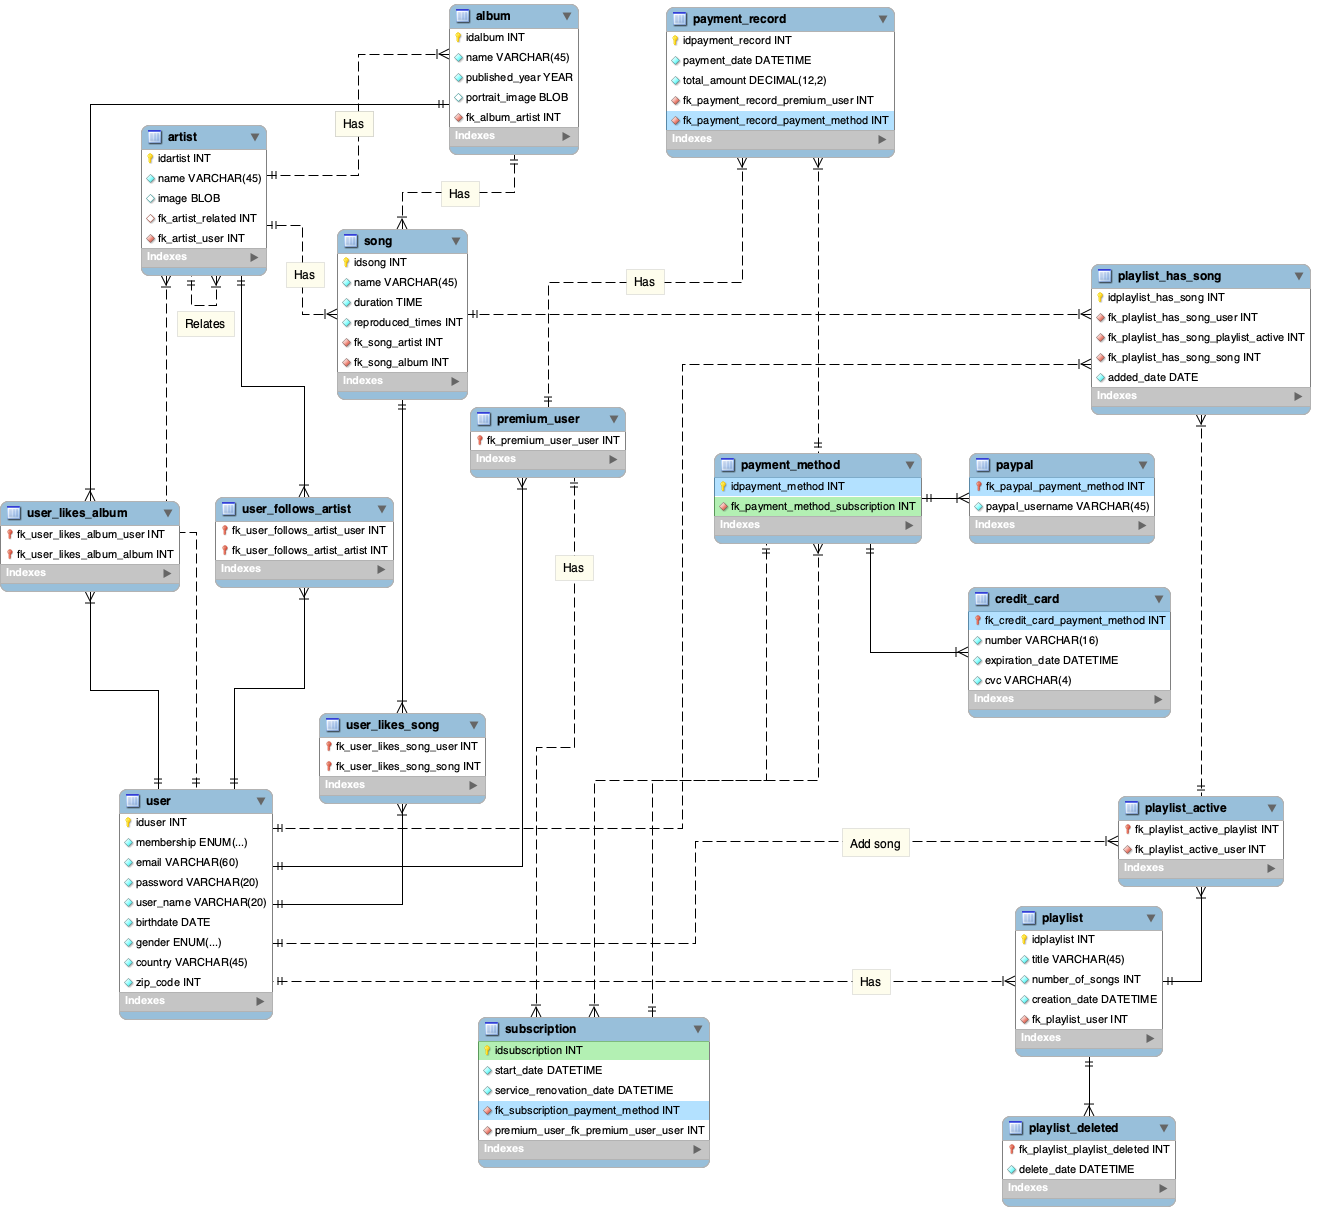 album
idalbum INT
name VARCHAR(45)
published_year YEAR
portrait_image BLOB
fk_album_artist INT
Indexes
payment_record
idpayment_record INT
payment_date DATETIME
total_amount DECIMAL(12,2)
fk_payment_record_premium_user INT
fk_payment_record_payment_method INT
Indexes
Has
artist
idartist INT
name VARCHAR(45)
image BLOB
fk_artist_related INT
fk_artist_user INT
Indexes
Has
song
idsong INT
name VARCHAR(45)
duration TIME
reproduced_times INT
fk_song_artist INT
fk_song_album INT
Indexes
Has
Relates
Has
playlist_has_song
idplaylist_has_song INT
fk_playlist_has_song_user INT
fk_playlist_has_song_playlist_active INT
fk_playlist_has_song_song INT
added_date DATE
Indexes
premium_user
fk_premium_user_user INT
Indexes
payment_method
idpayment_method INT
fk_payment_method_subscription INT
Indexes
paypal
fk_paypal_payment_method INT
paypal_username VARCHAR(45)
Indexes
user_likes_album
fk_user_likes_album_user INT
fk_user_likes_album_album INT
Indexes
user_follows_artist
fk_user_follows_artist_user INT
fk_user_follows_artist_artist INT
Indexes
Has
credit_card
fk_credit_card_payment_method INT
number VARCHAR(16)
expiration_date DATETIME
cvc VARCHAR(4)
Indexes
user_likes_song
fk_user_likes_song_user INT
fk_user_likes_song_song INT
Indexes
user
iduser INT
membership ENUM(...)
email VARCHAR(60)
password VARCHAR(20)
user_name VARCHAR(20)
birthdate DATE
gender ENUM(...)
country VARCHAR(45)
zip_code INT
Indexes
Add song
playlist_active
fk_playlist_active_playlist INT
fk_playlist_active_user INT
Indexes
Has
playlist
idplaylist INT
title VARCHAR(45)
number_of_songs INT
creation_date DATETIME
fk_playlist_user INT
Indexes
subscription
idsubscription INT
start_date DATETIME
service_renovation_date DATETIME
fk_subscription_payment_method INT
premium_user_fk_premium_user_user INT
Indexes
playlist_deleted
fk_playlist_playlist_deleted INT
delete_date DATETIME
Indexes